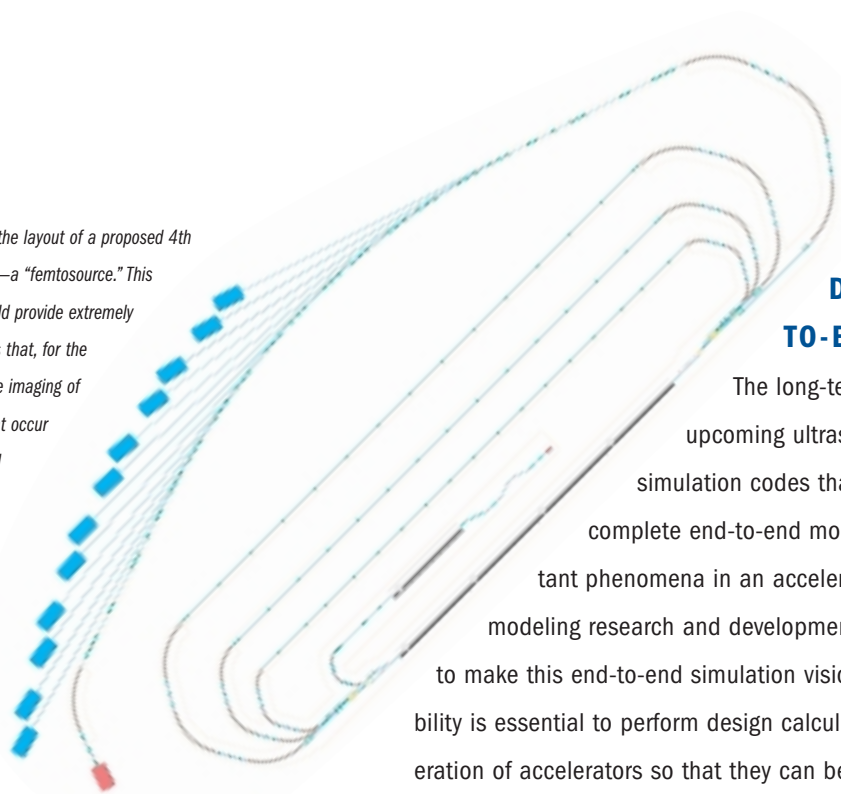 the layout of a proposed 4th
—a “femtosource.” This
ld provide extremely
s that, for the
e imaging of
t occur
D
TO-E
The long-te
upcoming ultras
simulation codes tha
complete end-to-end mo
tant phenomena in an acceler
modeling research and developmen
to make this end-to-end simulation visio
bility is essential to perform design calcul
eration of accelerators so that they can be